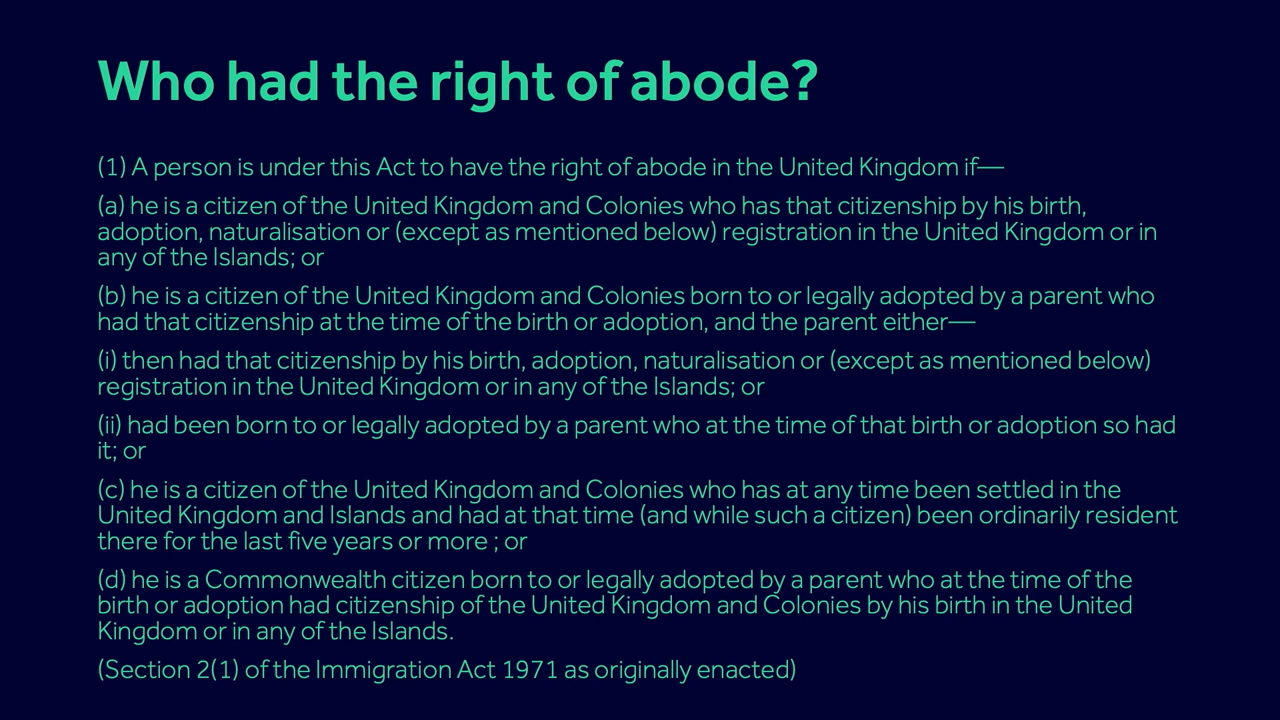 Who had the right of abode?
(1) A person is under this Act to have the right of abode in the United Kingdom if—
(a) he is a citizen of the United Kingdom and Colonies who has that citizenship by his birth,
adoption, naturalisation or (except as mentioned below) registration in the United Kingdom or in
any of the Islands; or
(b) he is a citizen of the United Kingdom and Colonies born to or legally adopted by a parent who
had that citizenship at the time of the birth or adoption, and the parent either—
(i) then had that citizenship by his birth, adoption, naturalisation or (except as mentioned below)
registration in the United Kingdom or in any of the Islands; or
(ii) had been born to or legally adopted by a parent who at the time of that birth or adoption so had
it; or
(c) he is a citizen of the United Kingdom and Colonies who has at any time been settled in the
United Kingdom and Islands and had at that time (and while such a citizen) been ordinarily resident
there for the last five years or more ; or
(d) he is a Commonwealth citizen born to or legally adopted by a parent who at the time of the
birth or adoption had citizenship of the United Kingdom and Colonies by his birth in the United
Kingdom or in any of the Islands.
(Section 2(1) of the Immigration Act 1971 as originally enacted)